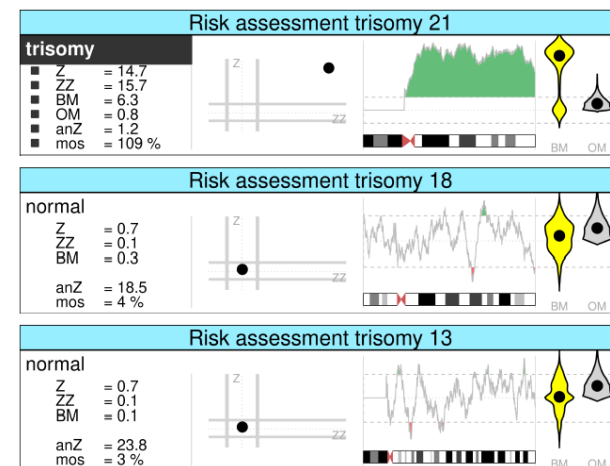 Risk assessment trisomy 21
trisomy
Z = 14.7
ZZ = 15.7
BM = 6.3
OM = 0.8
anZ = 1.2
mos = 109 %
Z
ZZ
BM OM
Risk assessment trisomy 18
normal
Z = 0.7
ZZ = 0.1
BM = 0.3
anZ = 18.5
mos = 4 %
Z
ZZ
BM OM
Risk assessment trisomy 13
normal
Z = 0.7
ZZ = 0.1
BM = 0.1
anZ = 23.8
mos = 3 %
Z
ZZ
BM OM